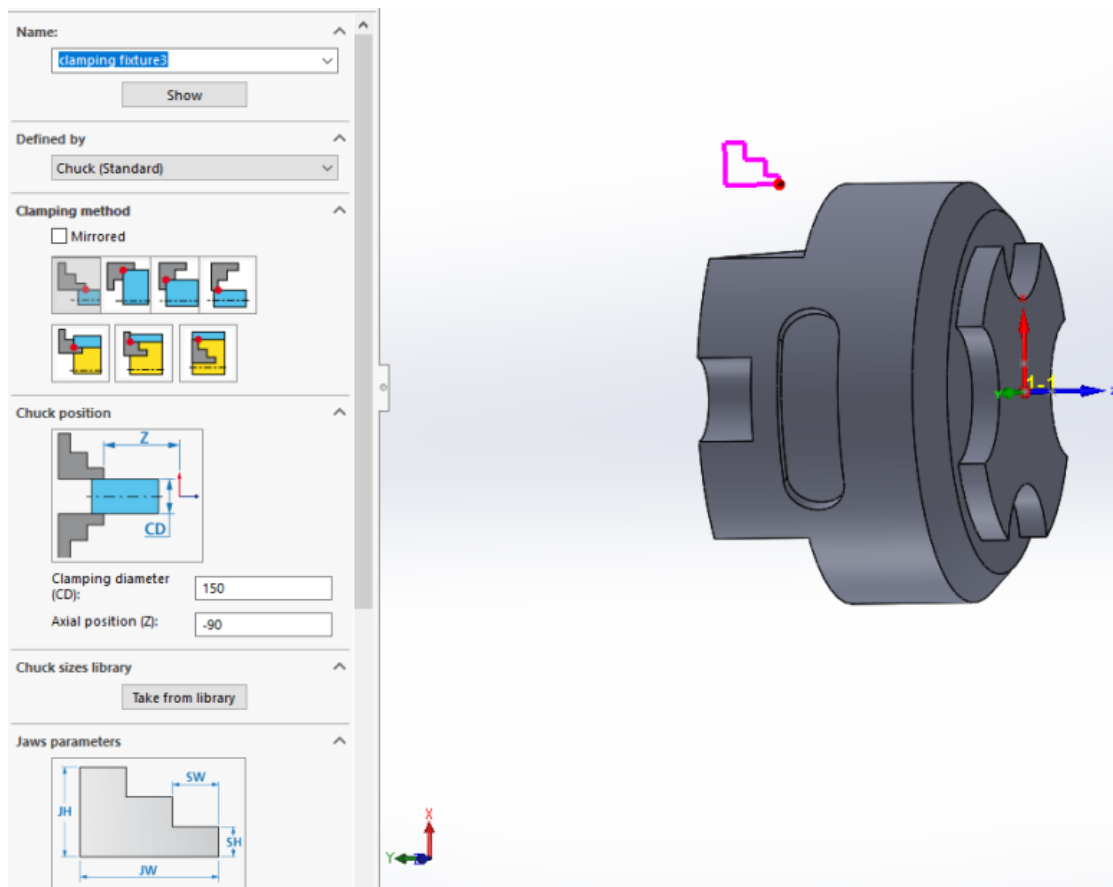 Name:
clamping fixture3
Show
Defined by
Chuck (Standard)
Clamping method
Mirrored
Chuck position
Z
CD
Clamping diameter
(CD):
150
Axial position (Z):
-90
Chuck sizes library
Take from library
Jaws parameters
SW
JH
SH
JW
X
1-1
Y
Z
X
Y